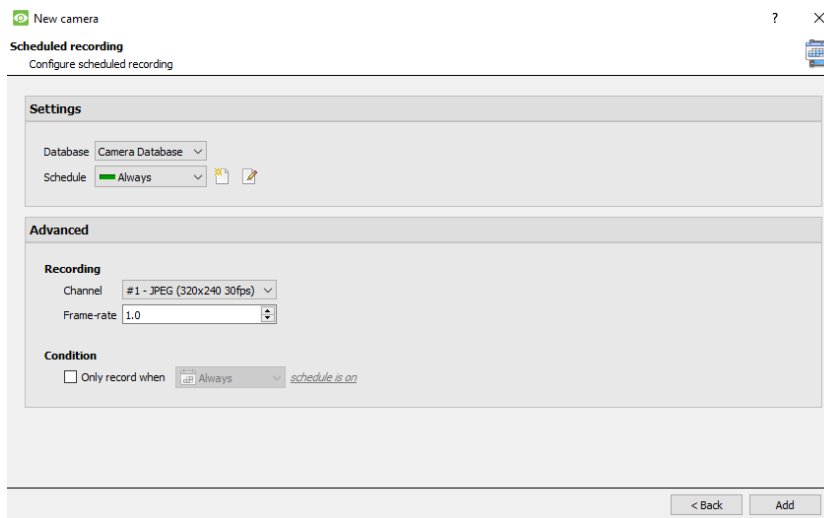 New camera
?
Scheduled recording
Configure scheduled recording
Settings
Database Camera Database
Schedule Always
Advanced
Recording
Channel #1 - JPEG (320x240 30fps)
Frame-rate 1.0
Condition
Only record when Always schedule is on
< Back Add